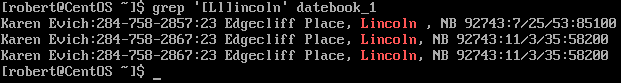 [robert@CentOS ~]$ grep '[Ll]incoln' datebook_1
Karen Evich:284-758-2857:23 Edgecliff Place, Lincoln , NB 92743:7/25/53:85100
Karen Evich:284-758-2867:23 Edgecliff Place, Lincoln, NB 92743:11/3/35:58200
Karen Evich:284-758-2867:23 Edgecliff Place, Lincoln, NB 92743:11/3/35:58200
[robert@CentOS ~]$ _